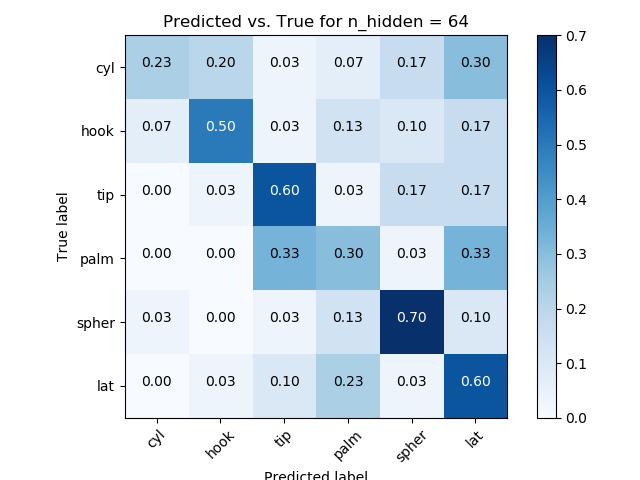 Predicted vs. True for n_hidden = 64
True label
cyl 0.23 0.20 0.03 0.07 0.17 0.30
hook 0.07 0.50 0.03 0.13 0.10 0.17
tip 0.00 0.03 0.60 0.03 0.17 0.17
palm 0.00 0.00 0.33 0.30 0.03 0.33
spher 0.03 0.00 0.03 0.13 0.70 0.10
lat 0.00 0.03 0.10 0.23 0.03 0.60
cyl hook tip palm spher lat
Predicted label
0.7
0.6
0.5
0.4
0.3
0.2
0.1
0.0